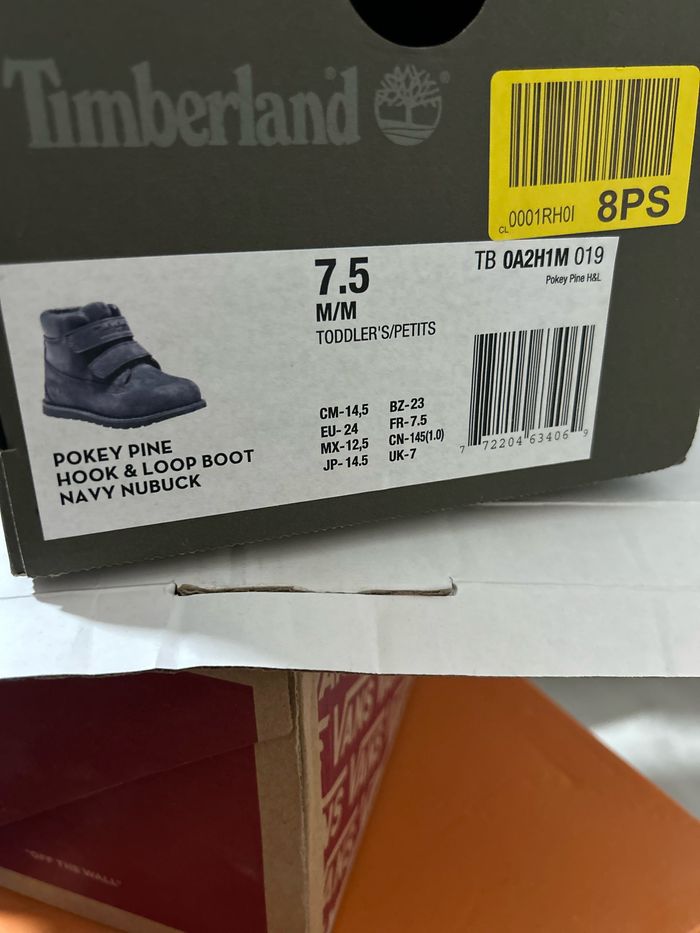 Timberland
CL 0001RH0I 8PS
7.5
M/M
TODDLER'S/PETITS
TB 0A2H1M 019
Pokey Pine H&L
CM-14,5 BZ-23
EU- 24 FR-7.5
MX-12,5 CN-145(1.0)
JP- 14.5 UK-7
7 72204 63406 9
POKEY PINE
HOOK & LOOP BOOT
NAVY NUBUCK
VANS
VANS
"OFF THE WALL"